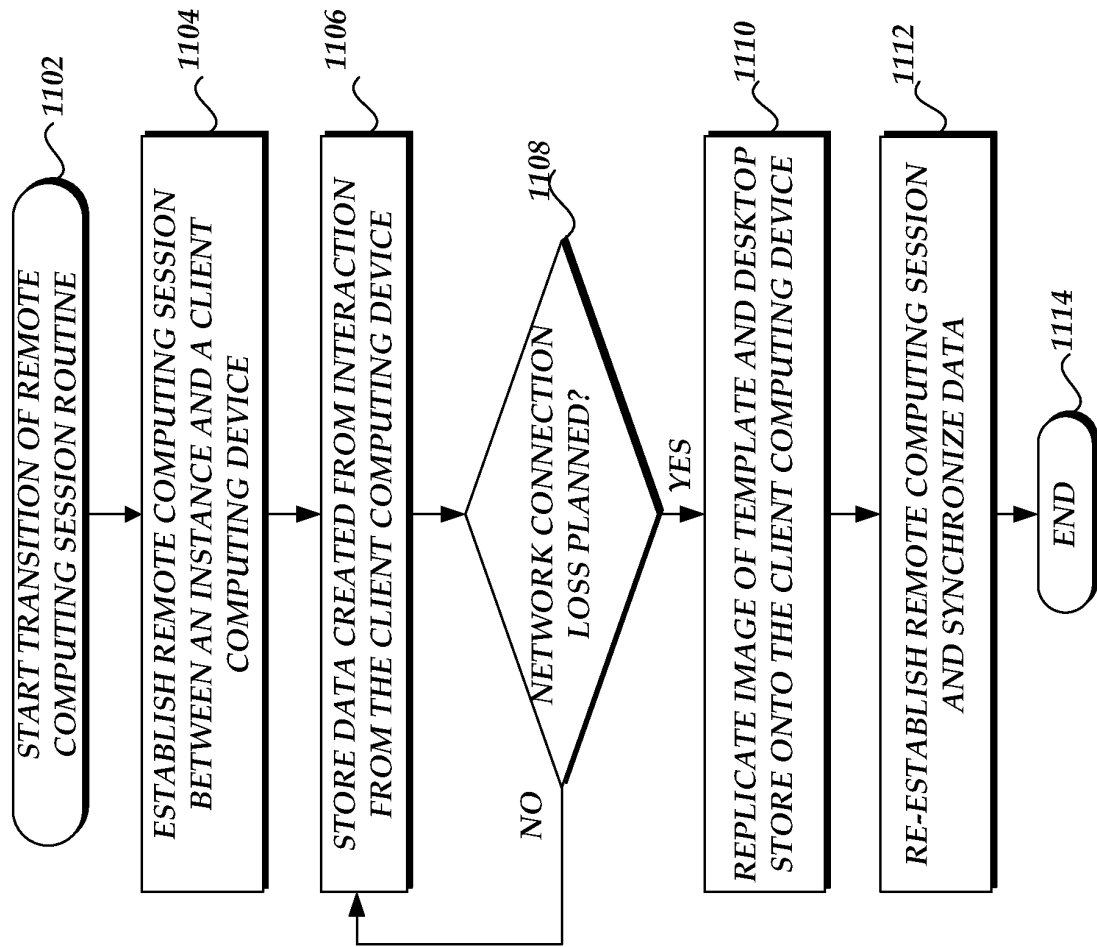 START TRANSITION OF REMOTE
COMPUTING SESSION ROUTINE
1102
ESTABLISH REMOTE COMPUTING SESSION
BETWEEN AN INSTANCE AND A CLIENT
COMPUTING DEVICE
1104
STORE DATA CREATED FROM INTERACTION
FROM THE CLIENT COMPUTING DEVICE
1106
NETWORK CONNECTION
LOSS PLANNED?
1108
NO
YES
REPLICATE IMAGE OF TEMPLATE AND DESKTOP
STORE ONTO THE CLIENT COMPUTING DEVICE
1110
RE-ESTABLISH REMOTE COMPUTING SESSION
AND SYNCHRONIZE DATA
1112
END
1114